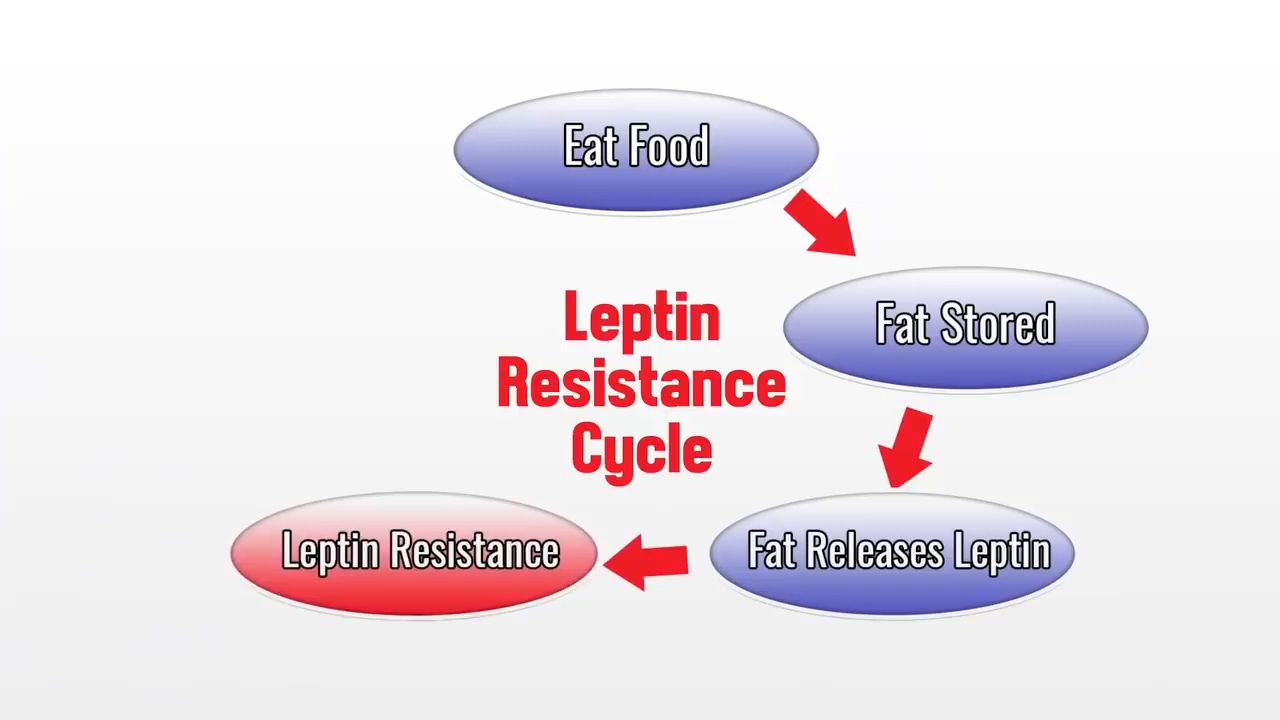 Eat Food
Fat Stored
Leptin
Resistance
Cycle
Fat Releases Leptin
Leptin Resistance